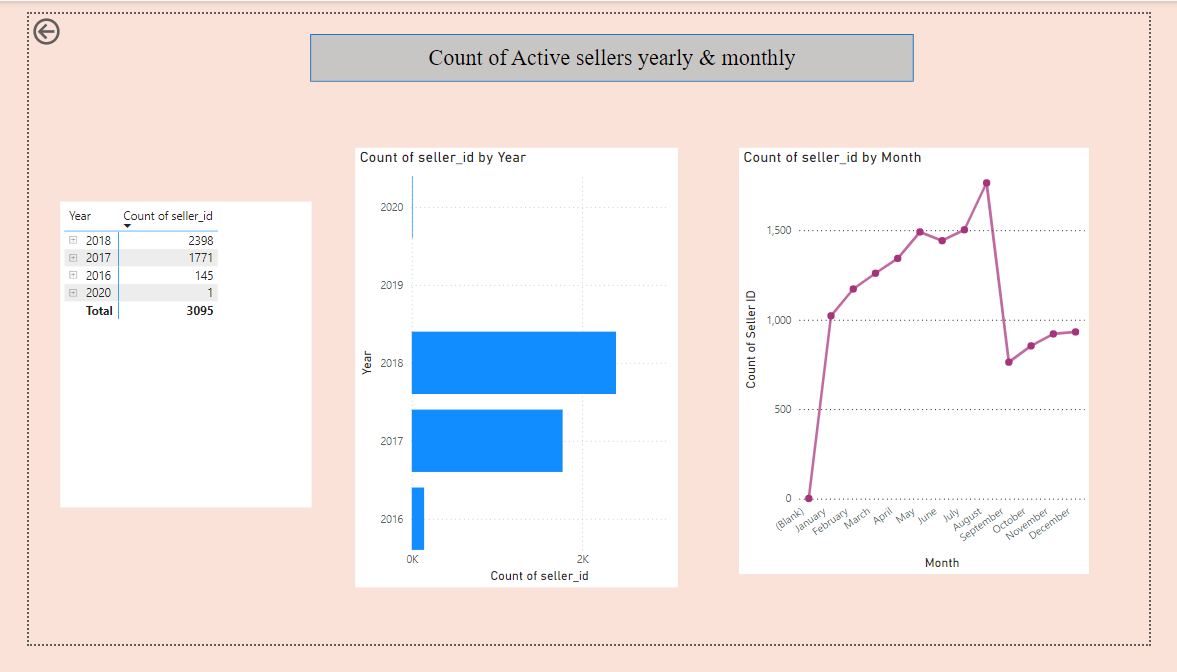 Count of Active sellers yearly & monthly
Year Count of seller_id
2018 2398
2017 1771
2016 145
2020 1
Total 3095
Count of seller_id by Year
2020
2019
2018
2017
2016
Year
0K 2K
Count of seller_id
Count of seller_id by Month
1,500
1,000
500
0
Count of Seller ID
(Blank) January February March April May June July August September October November December
Month